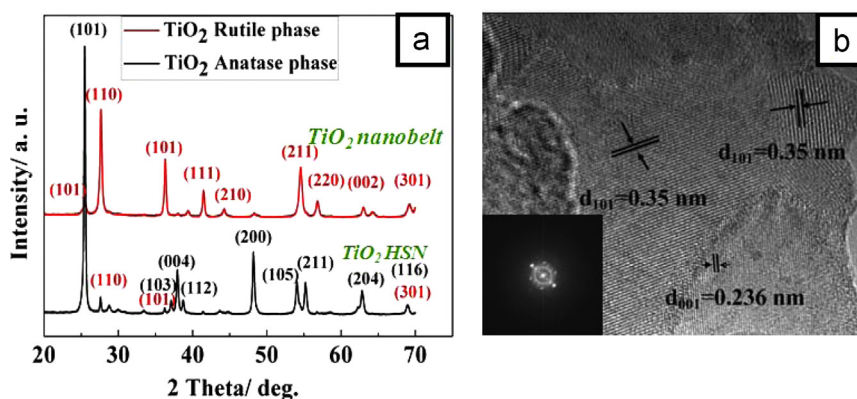 a
TiO2 Rutile phase
TiO2 Anatase phase
(101)
(110)
TiO2 nanobelt
(101)
(101)
(111)
(210)
(211)
(220)
(002)
(301)
TiO2 HSN
(110)
(103)
(101)
(004)
(112)
(200)
(105)
(211)
(204)
(116)
(301)
20 30 40 50 60 70
2 Theta/ deg.
Intensity/ a. u.
b
d101=0.35 nm
d101=0.35 nm
d001=0.236 nm